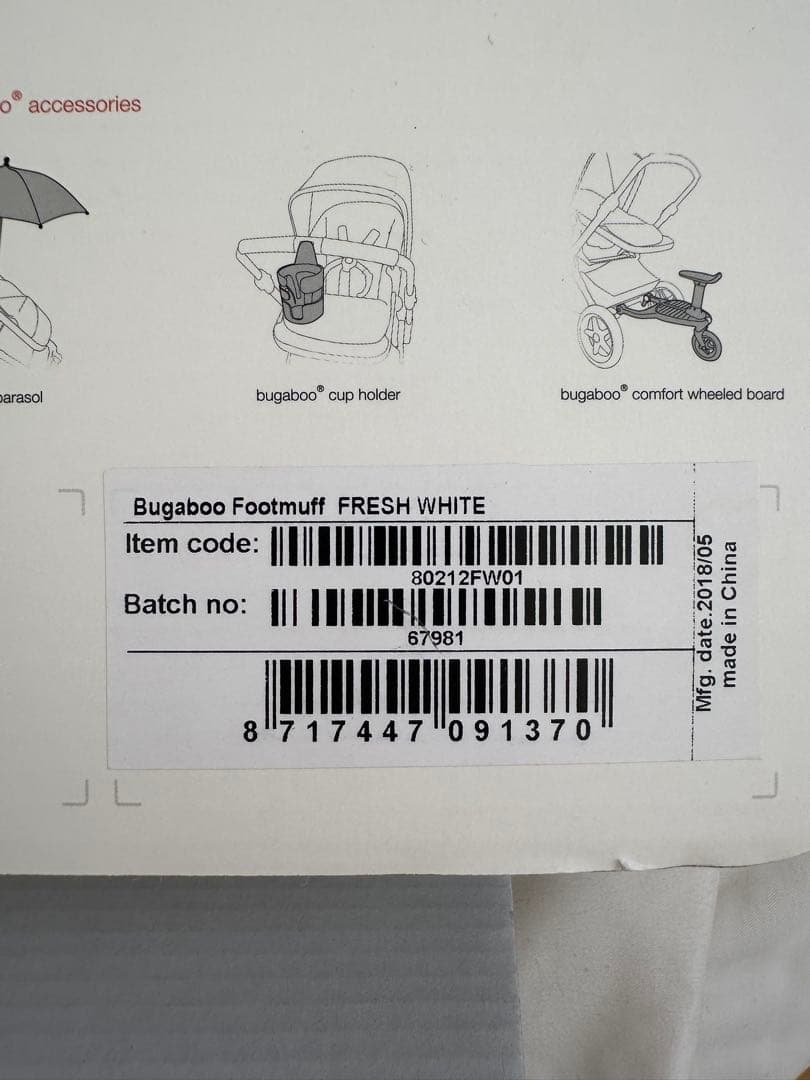 o® accessories
parasol
bugaboo® cup holder
bugaboo® comfort wheeled board
Bugaboo Footmuff FRESH WHITE
Item code:
80212FW01
Batch no:
67981
8 717447 091370
Mfg. date.2018/05
made in China